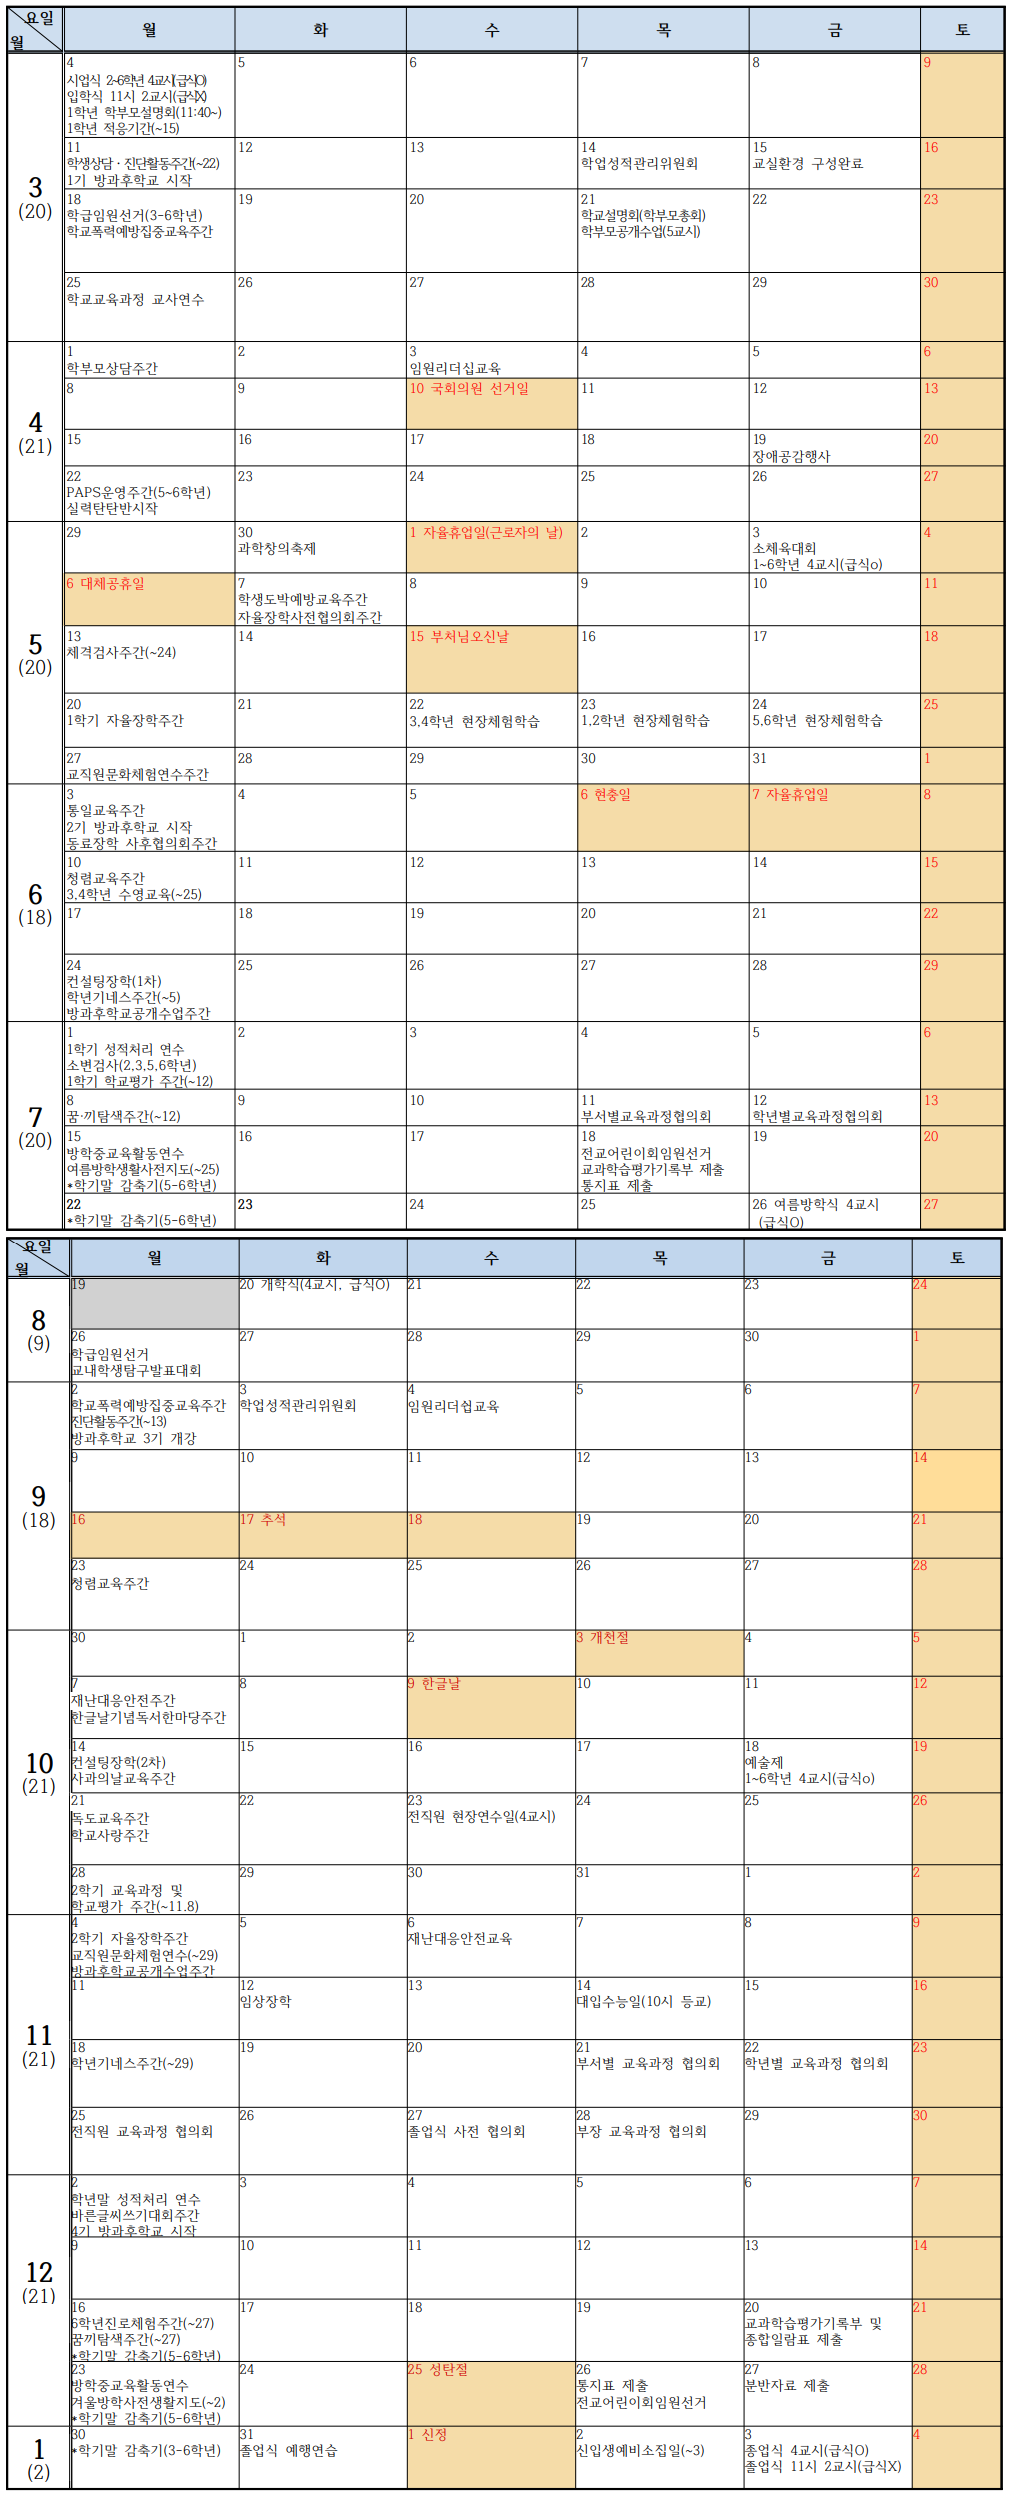 요일
월
월
화
수
목
금
토
3
(20)
4
시업식 2~6학년 4교시(급식O)
입학식 11시 2교시(급식X)
1학년 학부모설명회(11:40~)
1학년 적응기간(~15)
5
6
7
8
9
11
학생상담ㆍ진단활동주간(~22)
1기 방과후학교 시작
12
13
14
학업성적관리위원회
15
교실환경 구성완료
16
18
학급임원선거(3-6학년)
학교폭력예방집중교육주간
19
20
21
학교설명회(학부모총회)
학부모공개수업(5교시)
22
23
25
학교교육과정 교사연수
26
27
28
29
30
4
(21)
1
학부모상담주간
2
3
임원리더십교육
4
5
6
8
9
10 국회의원 선거일
11
12
13
15
16
17
18
19
장애공감행사
20
22
PAPS운영주간(5~6학년)
실력탄탄반시작
23
24
25
26
27
5
(20)
29
30
과학창의축제
1 자율휴업일(근로자의 날)
2
3
소체육대회
1~6학년 4교시(급식o)
4
6 대체공휴일
7
학생도박예방교육주간
자율장학사전협의회주간
8
9
10
11
13
체격검사주간(~24)
14
15 부처님오신날
16
17
18
20
1학기 자율장학주간
21
22
3,4학년 현장체험학습
23
1,2학년 현장체험학습
24
5,6학년 현장체험학습
25
27
교직원문화체험연수주간
28
29
30
31
1
6
(18)
3
통일교육주간
2기 방과후학교 시작
동료장학 사후협의회주간
4
5
6 현충일
7 자율휴업일
8
10
청렴교육주간
3,4학년 수영교육(~25)
11
12
13
14
15
17
18
19
20
21
22
24
컨설팅장학(1차)
학년기네스주간(~5)
방과후학교공개수업주간
25
26
27
28
29
7
(20)
1
1학기 성적처리 연수
소변검사(2,3,5,6학년)
1학기 학교평가 주간(~12)
2
3
4
5
6
8
꿈·끼탐색주간(~12)
9
10
11
부서별교육과정협의회
12
학년별교육과정협의회
13
15
방학중교육활동연수
여름방학생활사전지도(~25)
*학기말 감축기(5-6학년)
16
17
18
전교어린이회임원선거
교과학습평가기록부 제출
통지표 제출
19
20
22
*학기말 감축기(5-6학년)
23
24
25
26 여름방학식 4교시
(급식O)
27
요일
월
월
화
수
목
금
토
8
(9)
19
20 개학식(4교시, 급식O)
21
22
23
24
26
학급임원선거
교내학생탐구발표대회
27
28
29
30
1
9
(18)
2
학교폭력예방집중교육주간
진단활동주간(~13)
방과후학교 3기 개강
3
학업성적관리위원회
4
임원리더쉽교육
5
6
7
9
10
11
12
13
14
16
17 추석
18
19
20
21
23
청렴교육주간
24
25
26
27
28
10
(21)
30
1
2
3 개천절
4
5
7
재난대응안전주간
한글날기념독서한마당주간
8
9 한글날
10
11
12
14
컨설팅장학(2차)
사과의날교육주간
15
16
17
18
예술제
1~6학년 4교시(급식o)
19
21
독도교육주간
학교사랑주간
22
23
전직원 현장연수일(4교시)
24
25
26
28
2학기 교육과정 및
학교평가 주간(~11.8)
29
30
31
1
2
11
(21)
4
2학기 자율장학주간
교직원문화체험연수(~29)
방과후학교공개수업주간
5
6
재난대응안전교육
7
8
9
11
12
임상장학
13
14
대입수능일(10시 등교)
15
16
18
학년기네스주간(~29)
19
20
21
부서별 교육과정 협의회
22
학년별 교육과정 협의회
23
25
전직원 교육과정 협의회
26
27
졸업식 사전 협의회
28
부장 교육과정 협의회
29
30
12
(21)
2
학년말 성적처리 연수
바른글씨쓰기대회주간
4기 방과후학교 시작
3
4
5
6
7
9
10
11
12
13
14
16
6학년진로체험주간(~27)
꿈끼탐색주간(~27)
*학기말 감축기(5-6학년)
17
18
19
20
교과학습평가기록부 및
종합일람표 제출
21
23
방학중교육활동연수
겨울방학사전생활지도(~2)
*학기말 감축기(5-6학년)
24
25 성탄절
26
통지표 제출
전교어린이회임원선거
27
분반자료 제출
28
1
(2)
30
*학기말 감축기(3-6학년)
31
졸업식 예행연습
1 신정
2
신입생예비소집일(~3)
3
종업식 4교시(급식O)
졸업식 11시 2교시(급식X)
4